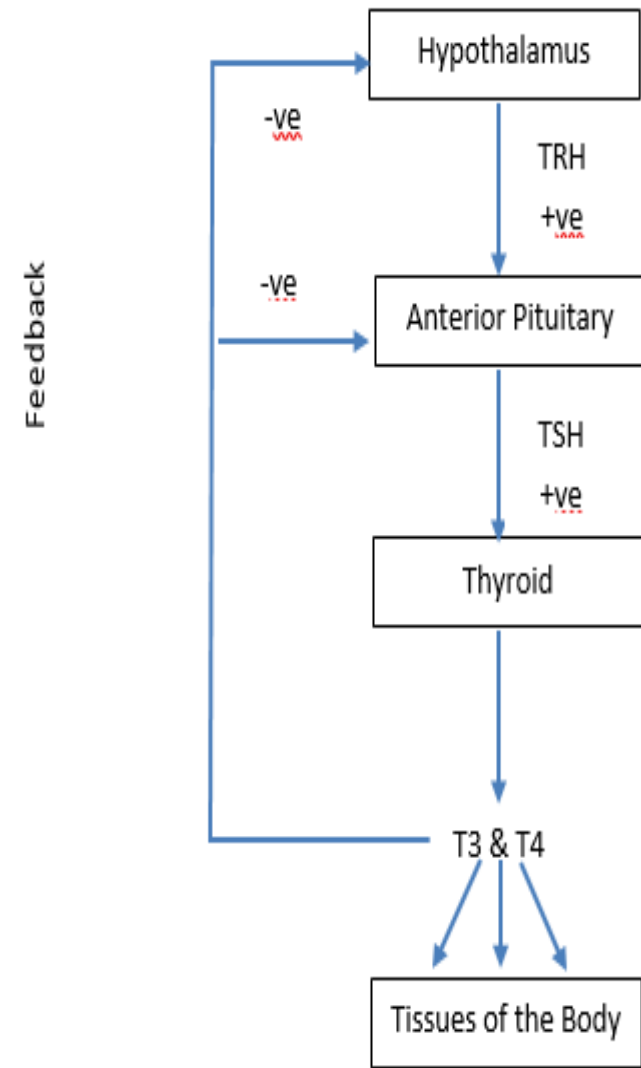 Hypothalamus
-ve
TRH
+ve
Feedback
-ve
Anterior Pituitary
TSH
+ve
Thyroid
T3 & T4
Tissues of the Body